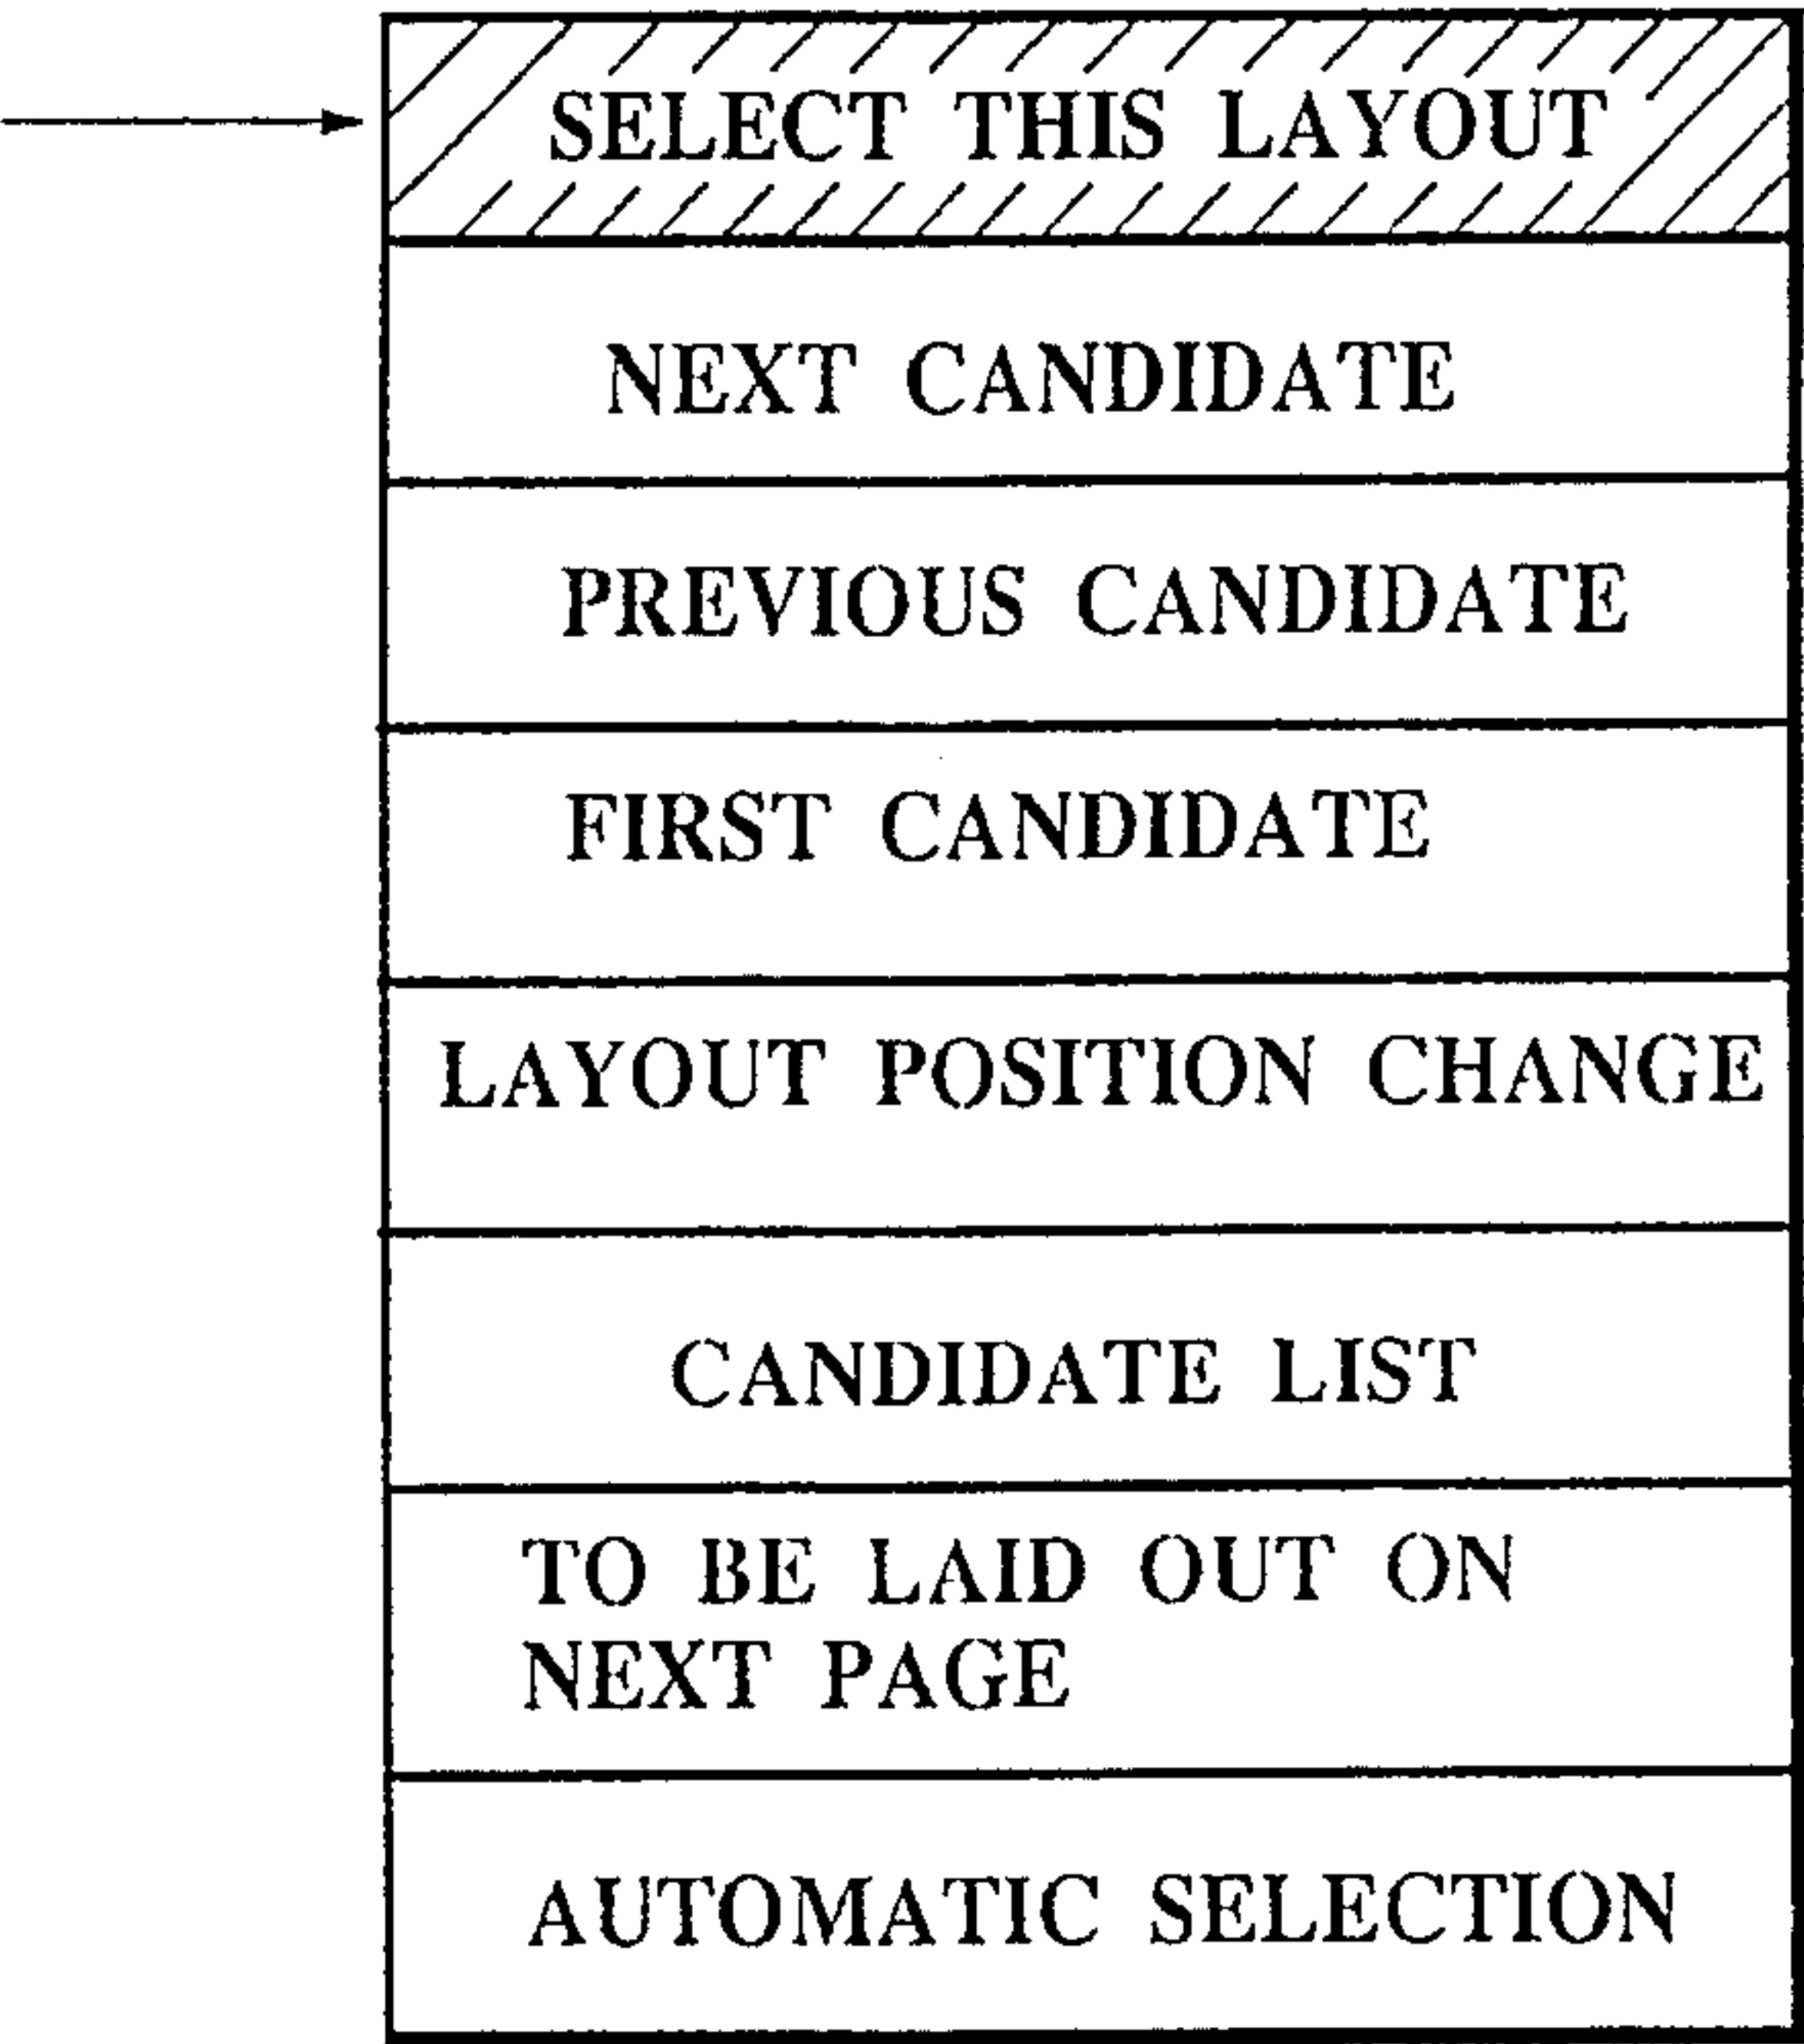 SELECT THIS LAYOUT
NEXT CANDIDATE
PREVIOUS CANDIDATE
FIRST CANDIDATE
LAYOUT POSITION CHANGE
CANDIDATE LIST
TO BE LAID OUT ON
NEXT PAGE
AUTOMATIC SELECTION